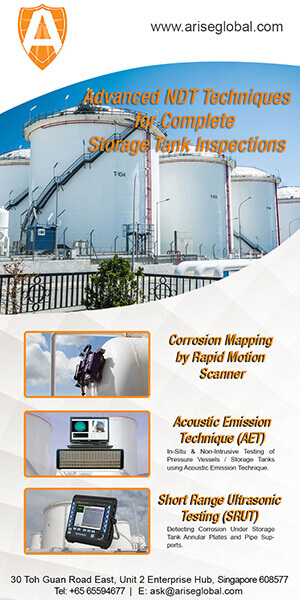 A
www.ariseglobal.com
Advanced NDT Techniques
for Complete
Storage Tank Inspections
T-104
Corrosion Mapping
by Rapid Motion
Scanner
Acoustic Emission
Technique (AET)
In-Situ & Non-Intrusive Testing of
Pressure Vessels / Storage Tanks
using Acoustic Emission Technique.
Short Range Ultrasonic
Testing (SRUT)
Detecting Corrosion Under Storage
Tank Annular Plates and Pipe Sup-
ports.
30 Toh Guan Road East, Unit 2 Enterprise Hub, Singapore 608577
Tel: +65 65594677 | E: ask@ariseglobal.com